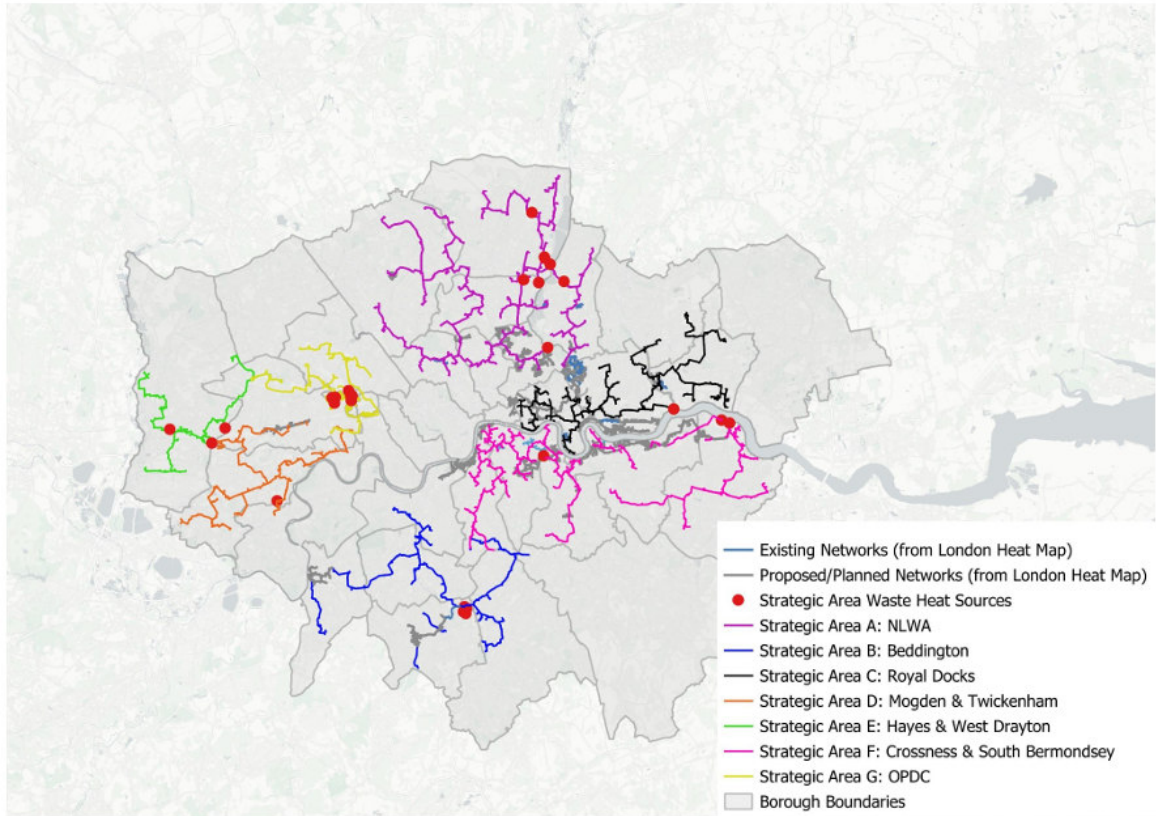 Existing Networks (from London Heat Map)
Proposed/Planned Networks (from London Heat Map)
Strategic Area Waste Heat Sources
Strategic Area A: NLWA
Strategic Area B: Beddington
Strategic Area C: Royal Docks
Strategic Area D: Mogden & Twickenham
Strategic Area E: Hayes & West Drayton
Strategic Area F: Crossness & South Bermondsey
Strategic Area G: OPDC
Borough Boundaries